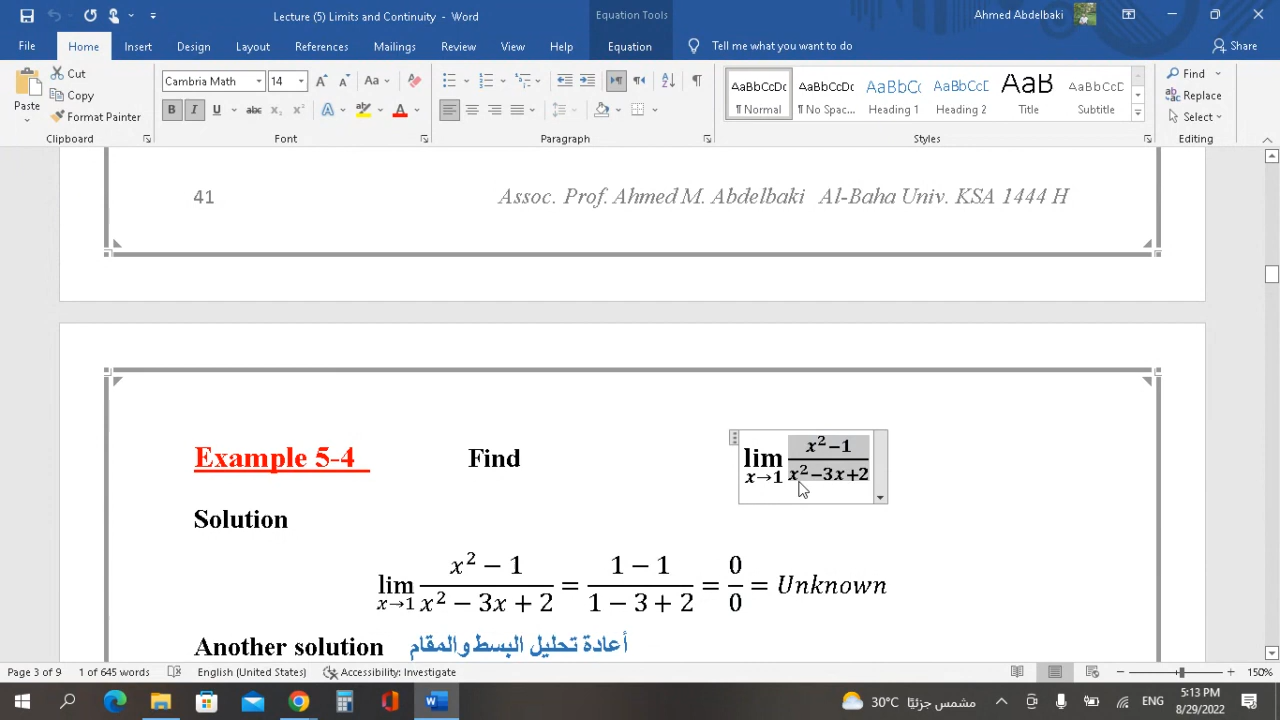 Lecture (5) Limits and Continuity - Word
Equation Tools
Ahmed Abdelbaki
File Home Insert Design Layout References Mailings Review View Help Equation Tell me what you want to do Share
Paste
Cut
Copy
Format Painter
Clipboard
Cambria Math 14
Aa
B I U abc x₂ x² A A
Font
Paragraph
AaBbCcDc AaBbCcDc AaBbCc AaBbCcD AaB AaBbCcC
¶ Normal ¶ No Spac... Heading 1 Heading 2 Title Subtitle
Styles
Find
Replace
Select
Editing
41 Assoc. Prof. Ahmed M. Abdelbaki Al-Baha Univ. KSA 1444 H
Example 5-4 Find lim x→1 (x²−1)/(x²−3x+2)
Solution
lim x→1 (x² − 1)/(x² − 3x + 2) = (1 − 1)/(1 − 3 + 2) = 0/0 = Unknown
Another solution أعادة تحليل البسط والمقام
Page 3 of 9 1 of 645 words English (United States) Accessibility: Investigate 150%
30°C مشمس جزئيًا ENG 5:13 PM
8/29/2022